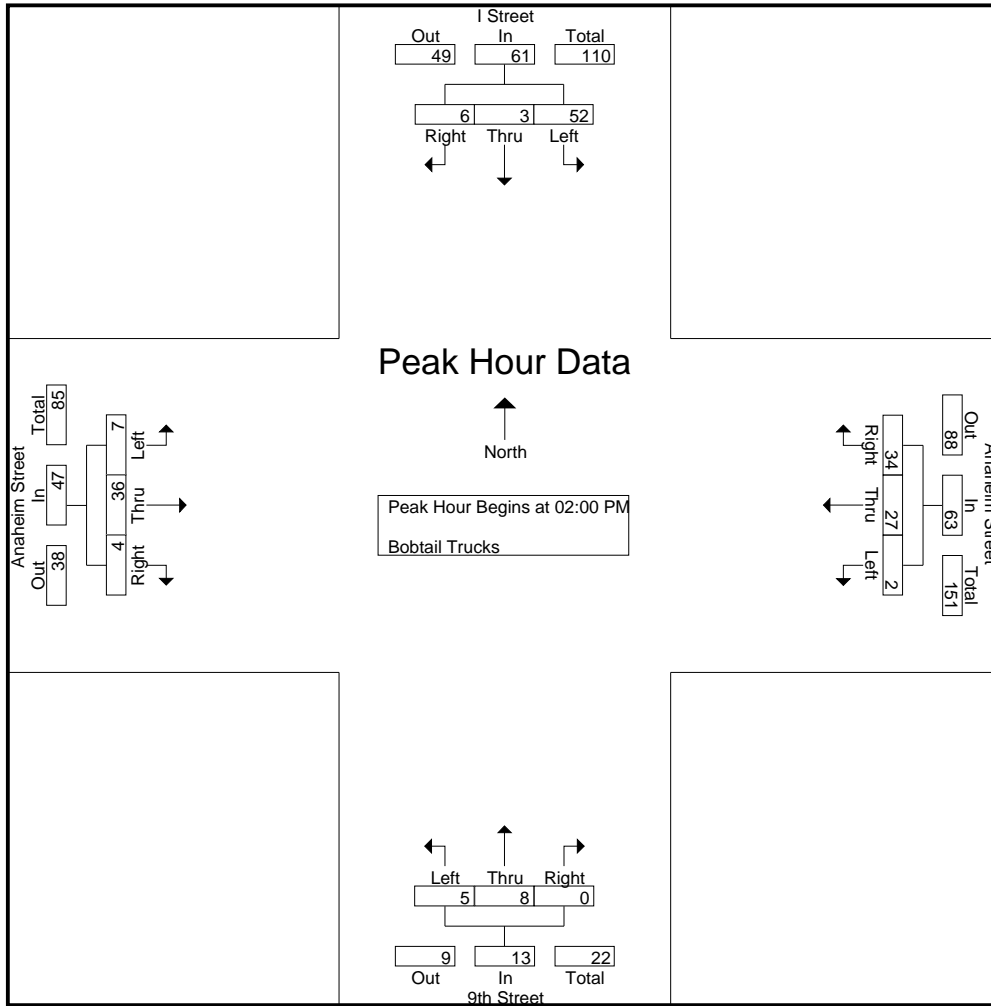 I Street
Out In Total
49 61 110
6 3 52
Right Thru Left
Peak Hour Data
North
Peak Hour Begins at 02:00 PM
Bobtail Trucks
Anaheim Street
Out In Total
38 47 85
4 36 7
Right Thru Left
Anaheim Street
Out In Total
88 63 151
34 27 2
Right Thru Left
Left Thru Right
5 8 0
9 13 22
Out In Total
9th Street